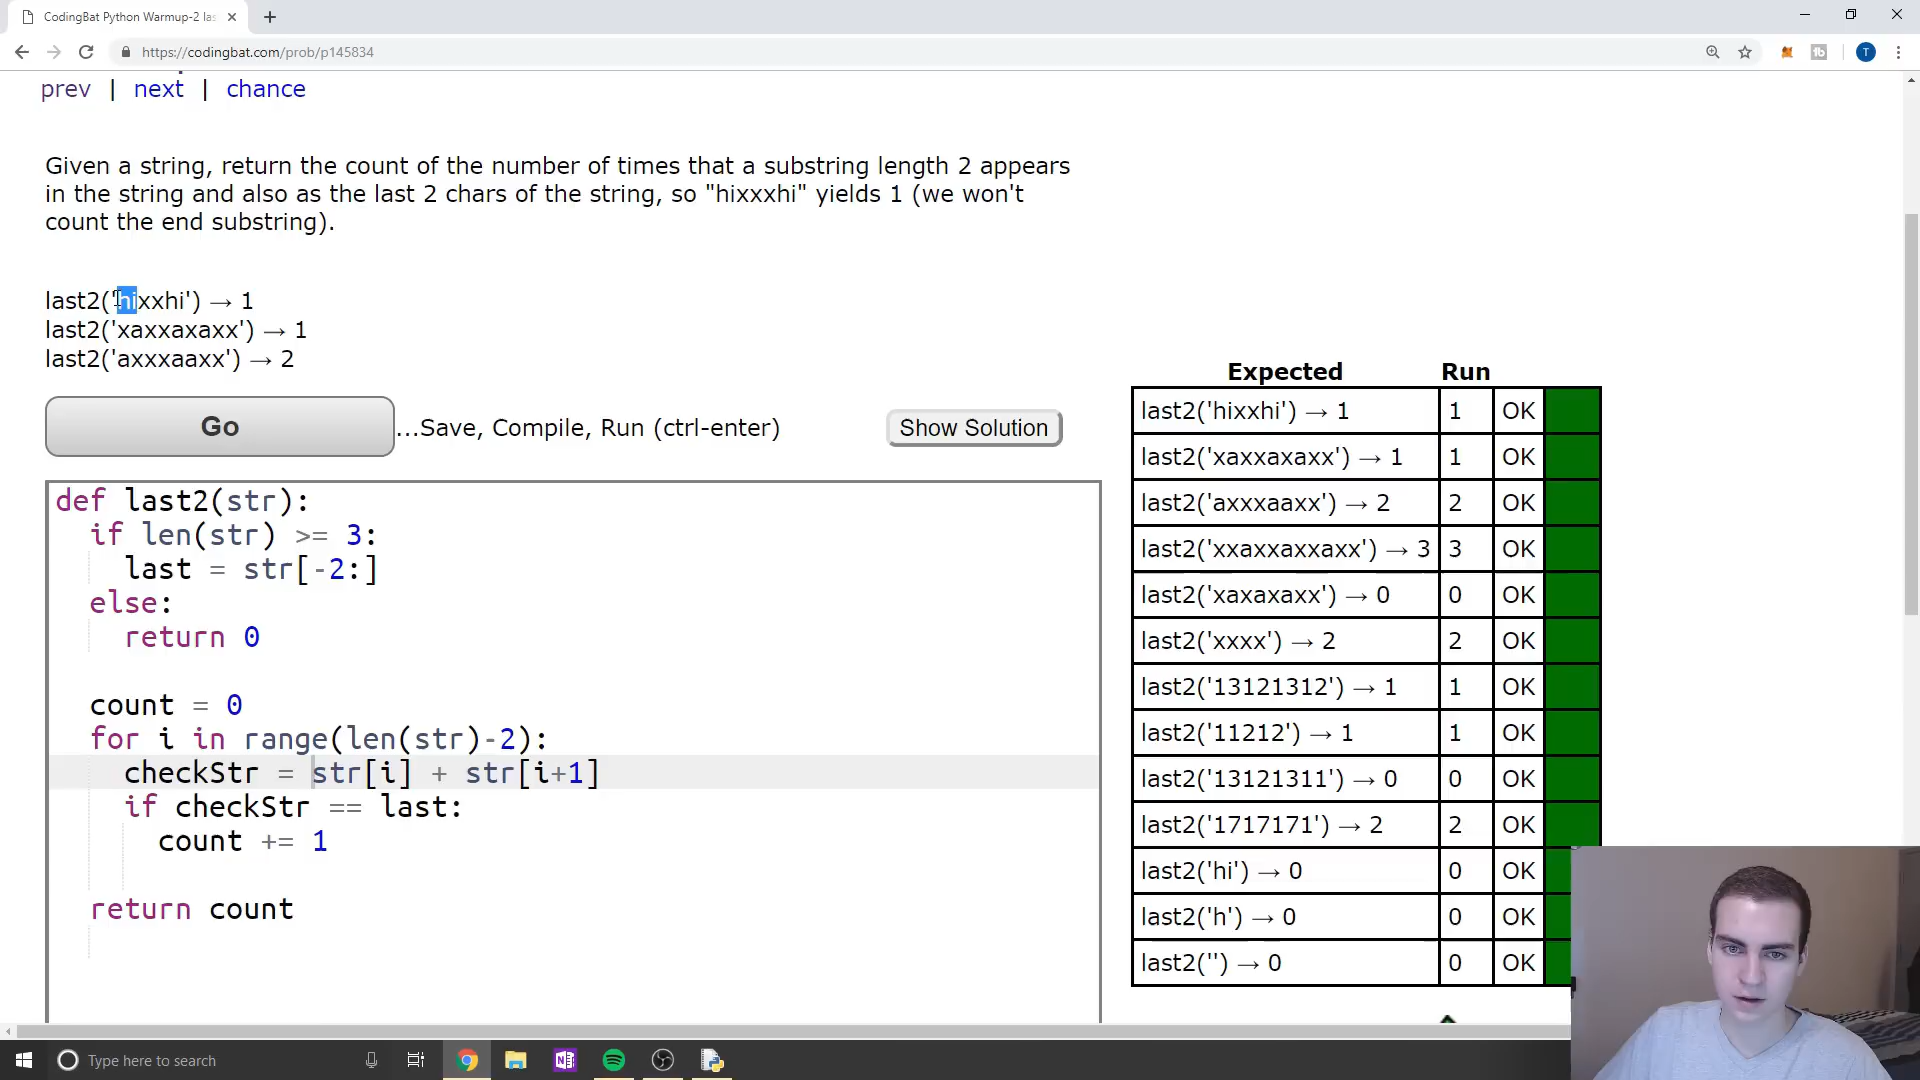 CodingBat Python Warmup-2 las
https://codingbat.com/prob/p145834
T
prev | next | chance
Given a string, return the count of the number of times that a substring length 2 appears
in the string and also as the last 2 chars of the string, so "hixxxhi" yields 1 (we won't
count the end substring).
last2('hixxhi') → 1
last2('xaxxaxaxx') → 1
last2('axxxaaxx') → 2
Go
...Save, Compile, Run (ctrl-enter)
Show Solution
def last2(str):
  if len(str) >= 3:
    last = str[-2:]
  else:
    return 0
  count = 0
  for i in range(len(str)-2):
    checkStr = str[i] + str[i+1]
    if checkStr == last:
      count += 1
  return count
Expected Run
last2('hixxhi') → 1 1 OK
last2('xaxxaxaxx') → 1 1 OK
last2('axxxaaxx') → 2 2 OK
last2('xxaxxaxxaxx') → 3 3 OK
last2('xaxaxaxx') → 0 0 OK
last2('xxxx') → 2 2 OK
last2('13121312') → 1 1 OK
last2('11212') → 1 1 OK
last2('13121311') → 0 0 OK
last2('1717171') → 2 2 OK
last2('hi') → 0 0 OK
last2('h') → 0 0 OK
last2('') → 0 0 OK
Type here to search